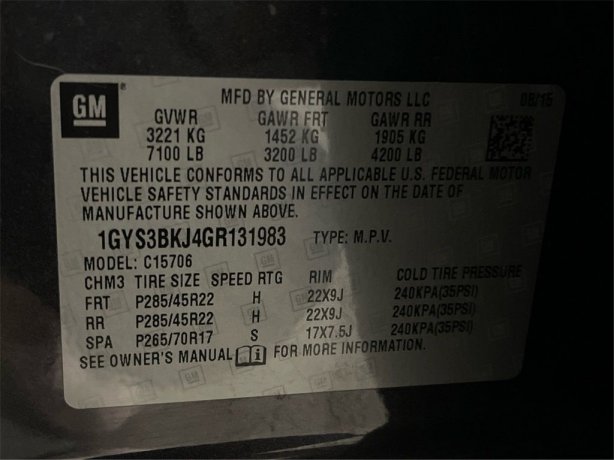 GM
MFD BY GENERAL MOTORS LLC 08/15
GVWR GAWR FRT GAWR RR
3221 KG 1452 KG 1905 KG
7100 LB 3200 LB 4200 LB
THIS VEHICLE CONFORMS TO ALL APPLICABLE U.S. FEDERAL MOTOR
VEHICLE SAFETY STANDARDS IN EFFECT ON THE DATE OF
MANUFACTURE SHOWN ABOVE.
1GYS3BKJ4GR131983 TYPE: M.P.V.
MODEL: C15706
CHM3 TIRE SIZE SPEED RTG RIM COLD TIRE PRESSURE
FRT P285/45R22 H 22X9J 240KPA(35PSI)
RR P285/45R22 H 22X9J 240KPA(35PSI)
SPA P265/70R17 S 17X7.5J 240KPA(35PSI)
SEE OWNER'S MANUAL FOR MORE INFORMATION.